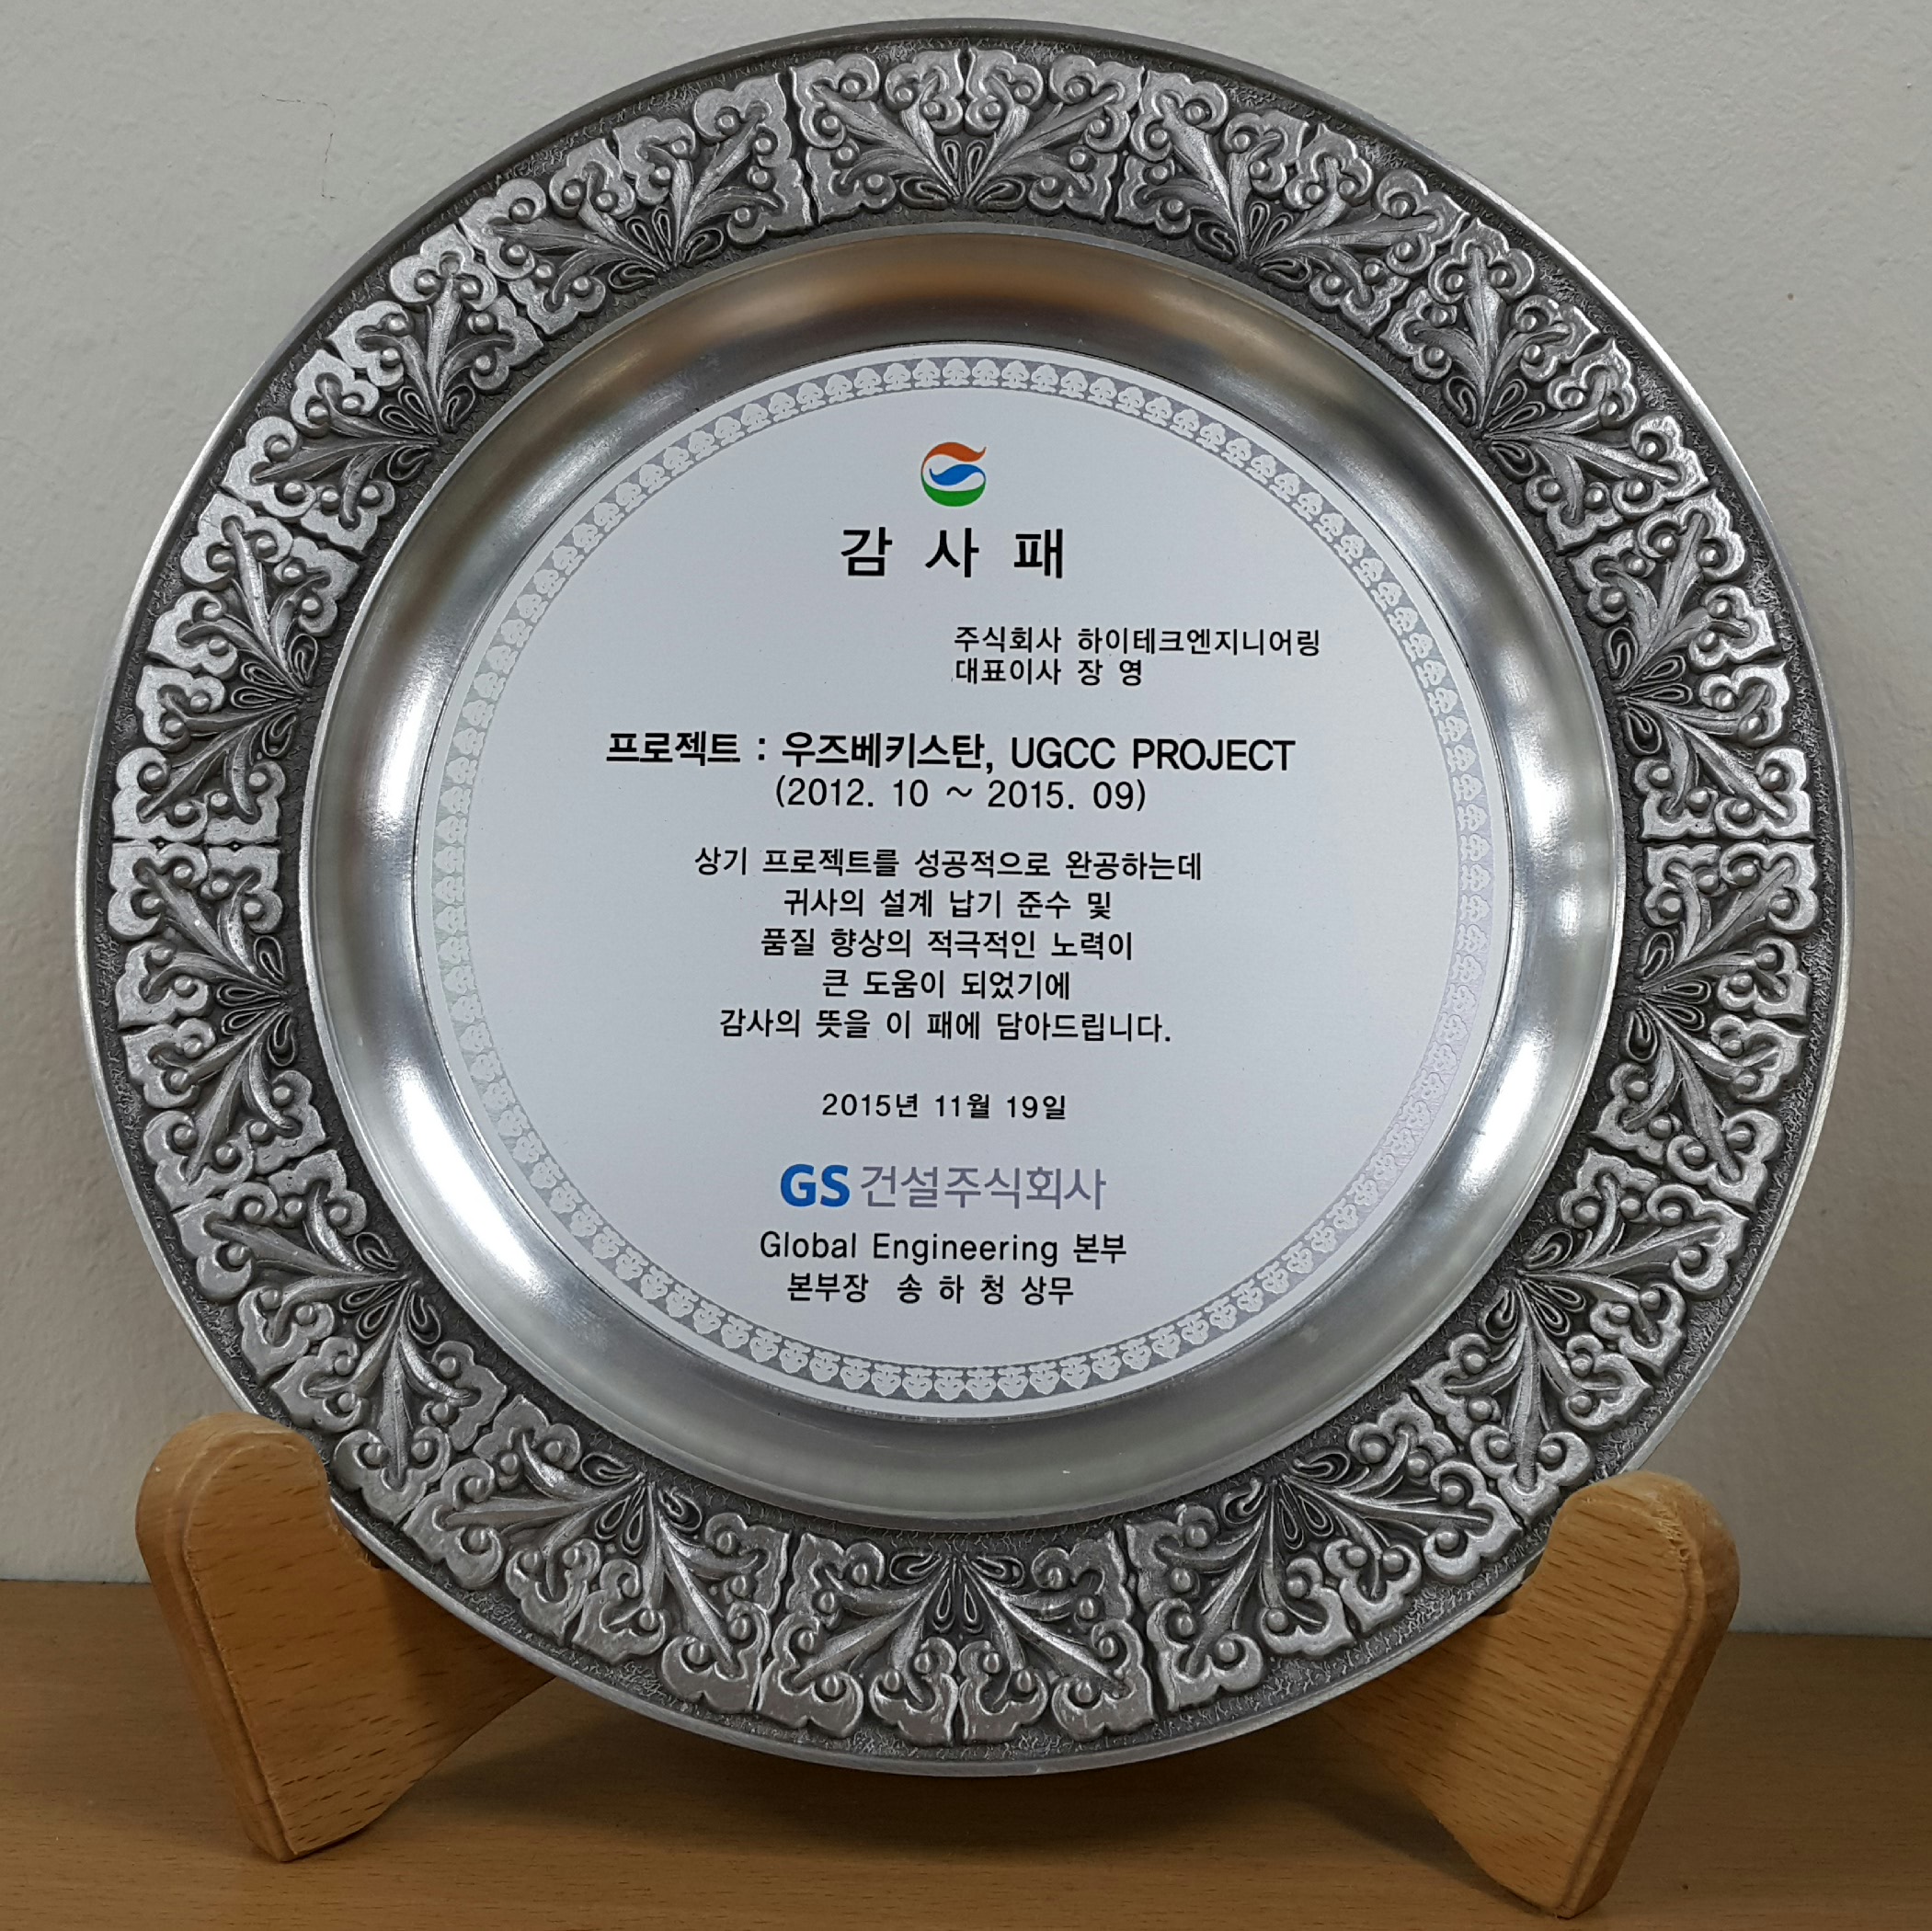 감 사 패
주식회사 하이테크엔지니어링
대표이사 장 영
프로젝트 : 우즈베키스탄, UGCC PROJECT
(2012. 10 ~ 2015. 09)
상기 프로젝트를 성공적으로 완공하는데
귀사의 설계 납기 준수 및
품질 향상의 적극적인 노력이
큰 도움이 되었기에
감사의 뜻을 이 패에 담아드립니다.
2015년 11월 19일
GS건설주식회사
Global Engineering 본부
본부장 송 하 청 상무